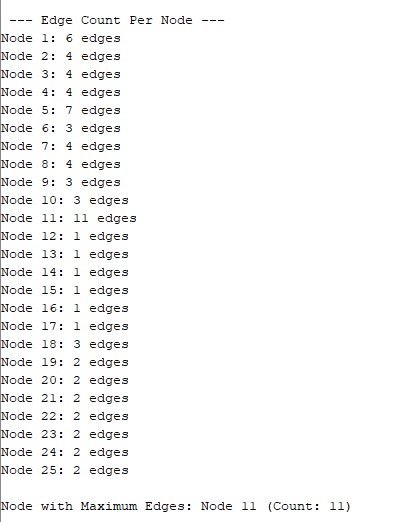 --- Edge Count Per Node ---
Node 1: 6 edges
Node 2: 4 edges
Node 3: 4 edges
Node 4: 4 edges
Node 5: 7 edges
Node 6: 3 edges
Node 7: 4 edges
Node 8: 4 edges
Node 9: 3 edges
Node 10: 3 edges
Node 11: 11 edges
Node 12: 1 edges
Node 13: 1 edges
Node 14: 1 edges
Node 15: 1 edges
Node 16: 1 edges
Node 17: 1 edges
Node 18: 3 edges
Node 19: 2 edges
Node 20: 2 edges
Node 21: 2 edges
Node 22: 2 edges
Node 23: 2 edges
Node 24: 2 edges
Node 25: 2 edges
Node with Maximum Edges: Node 11 (Count: 11)